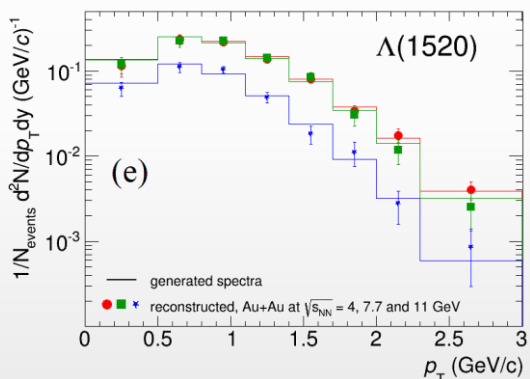 1/N_events d²N/dp_T dy (GeV/c)⁻¹
10⁻¹
10⁻²
10⁻³
Λ(1520)
(e)
generated spectra
reconstructed, Au+Au at √s_NN = 4, 7.7 and 11 GeV
0 0.5 1 1.5 2 2.5 3
p_T (GeV/c)